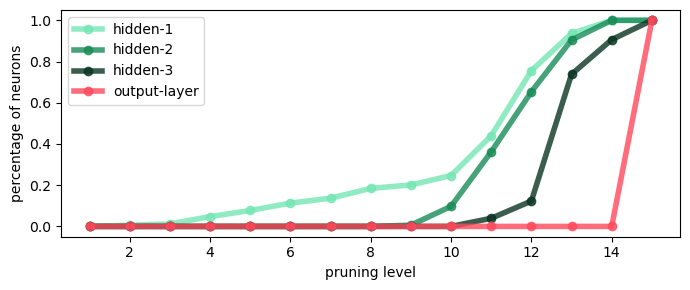 percentage of neurons
1.0
0.8
0.6
0.4
0.2
0.0
hidden-1
hidden-2
hidden-3
output-layer
2 4 6 8 10 12 14
pruning level